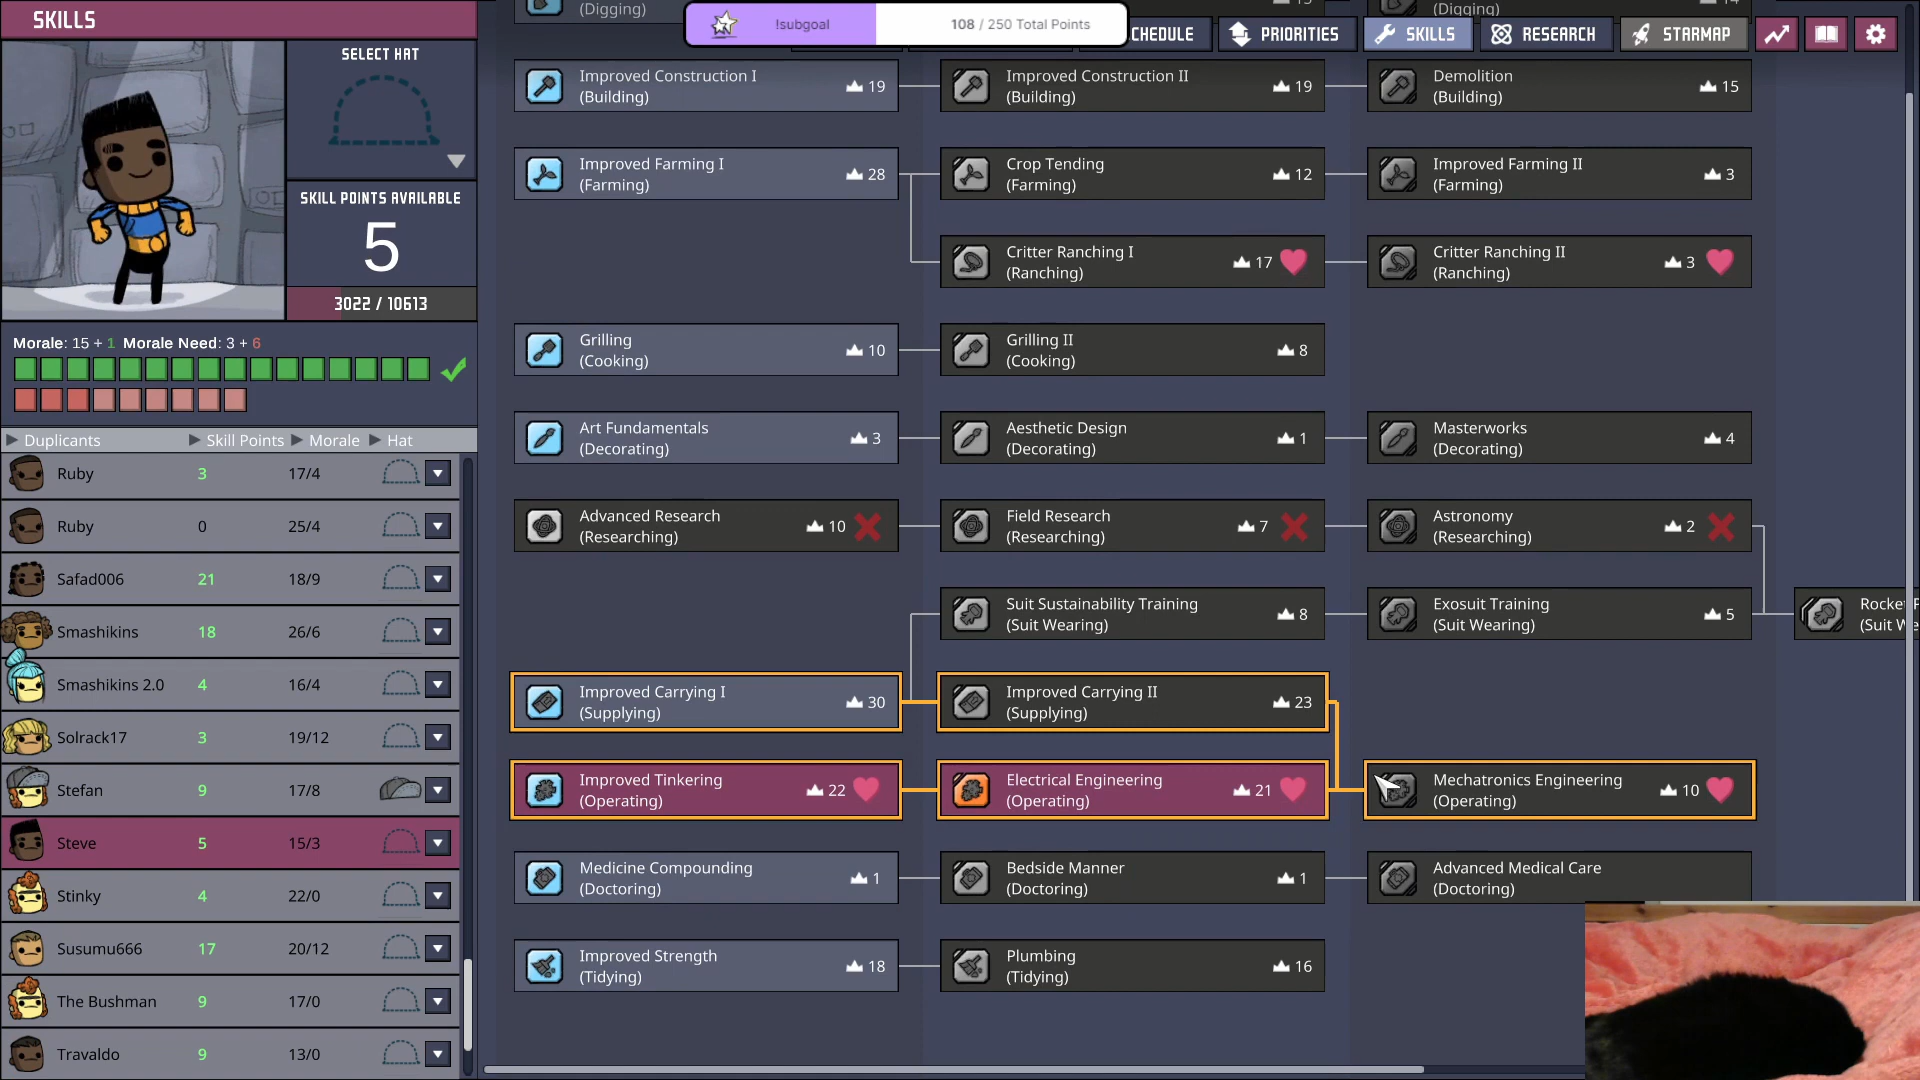 SKILLS
!subgoal
108 / 250 Total Points
CHEDULE
PRIORITIES
SKILLS
RESEARCH
STARMAP
(Digging)
(Digging)
SELECT HAT
SKILL POINTS AVAILABLE
5
3022 / 10613
Morale: 15 + 1 Morale Need: 3 + 6
Duplicants
Skill Points
Morale
Hat
Ruby 3 17/4
Ruby 0 25/4
Safad006 21 18/9
Smashikins 18 26/6
Smashikins 2.0 4 16/4
Solrack17 3 19/12
Stefan 9 17/8
Steve 5 15/3
Stinky 4 22/0
Susumu666 17 20/12
The Bushman 9 17/0
Travaldo 9 13/0
Improved Construction I
(Building)
19
Improved Construction II
(Building)
19
Demolition
(Building)
15
Improved Farming I
(Farming)
28
Crop Tending
(Farming)
12
Improved Farming II
(Farming)
3
Critter Ranching I
(Ranching)
17
Critter Ranching II
(Ranching)
3
Grilling
(Cooking)
10
Grilling II
(Cooking)
8
Art Fundamentals
(Decorating)
3
Aesthetic Design
(Decorating)
1
Masterworks
(Decorating)
4
Advanced Research
(Researching)
10
Field Research
(Researching)
7
Astronomy
(Researching)
2
Suit Sustainability Training
(Suit Wearing)
8
Exosuit Training
(Suit Wearing)
5
Rocket P
(Suit We
Improved Carrying I
(Supplying)
30
Improved Carrying II
(Supplying)
23
Improved Tinkering
(Operating)
22
Electrical Engineering
(Operating)
21
Mechatronics Engineering
(Operating)
10
Medicine Compounding
(Doctoring)
1
Bedside Manner
(Doctoring)
1
Advanced Medical Care
(Doctoring)
Improved Strength
(Tidying)
18
Plumbing
(Tidying)
16